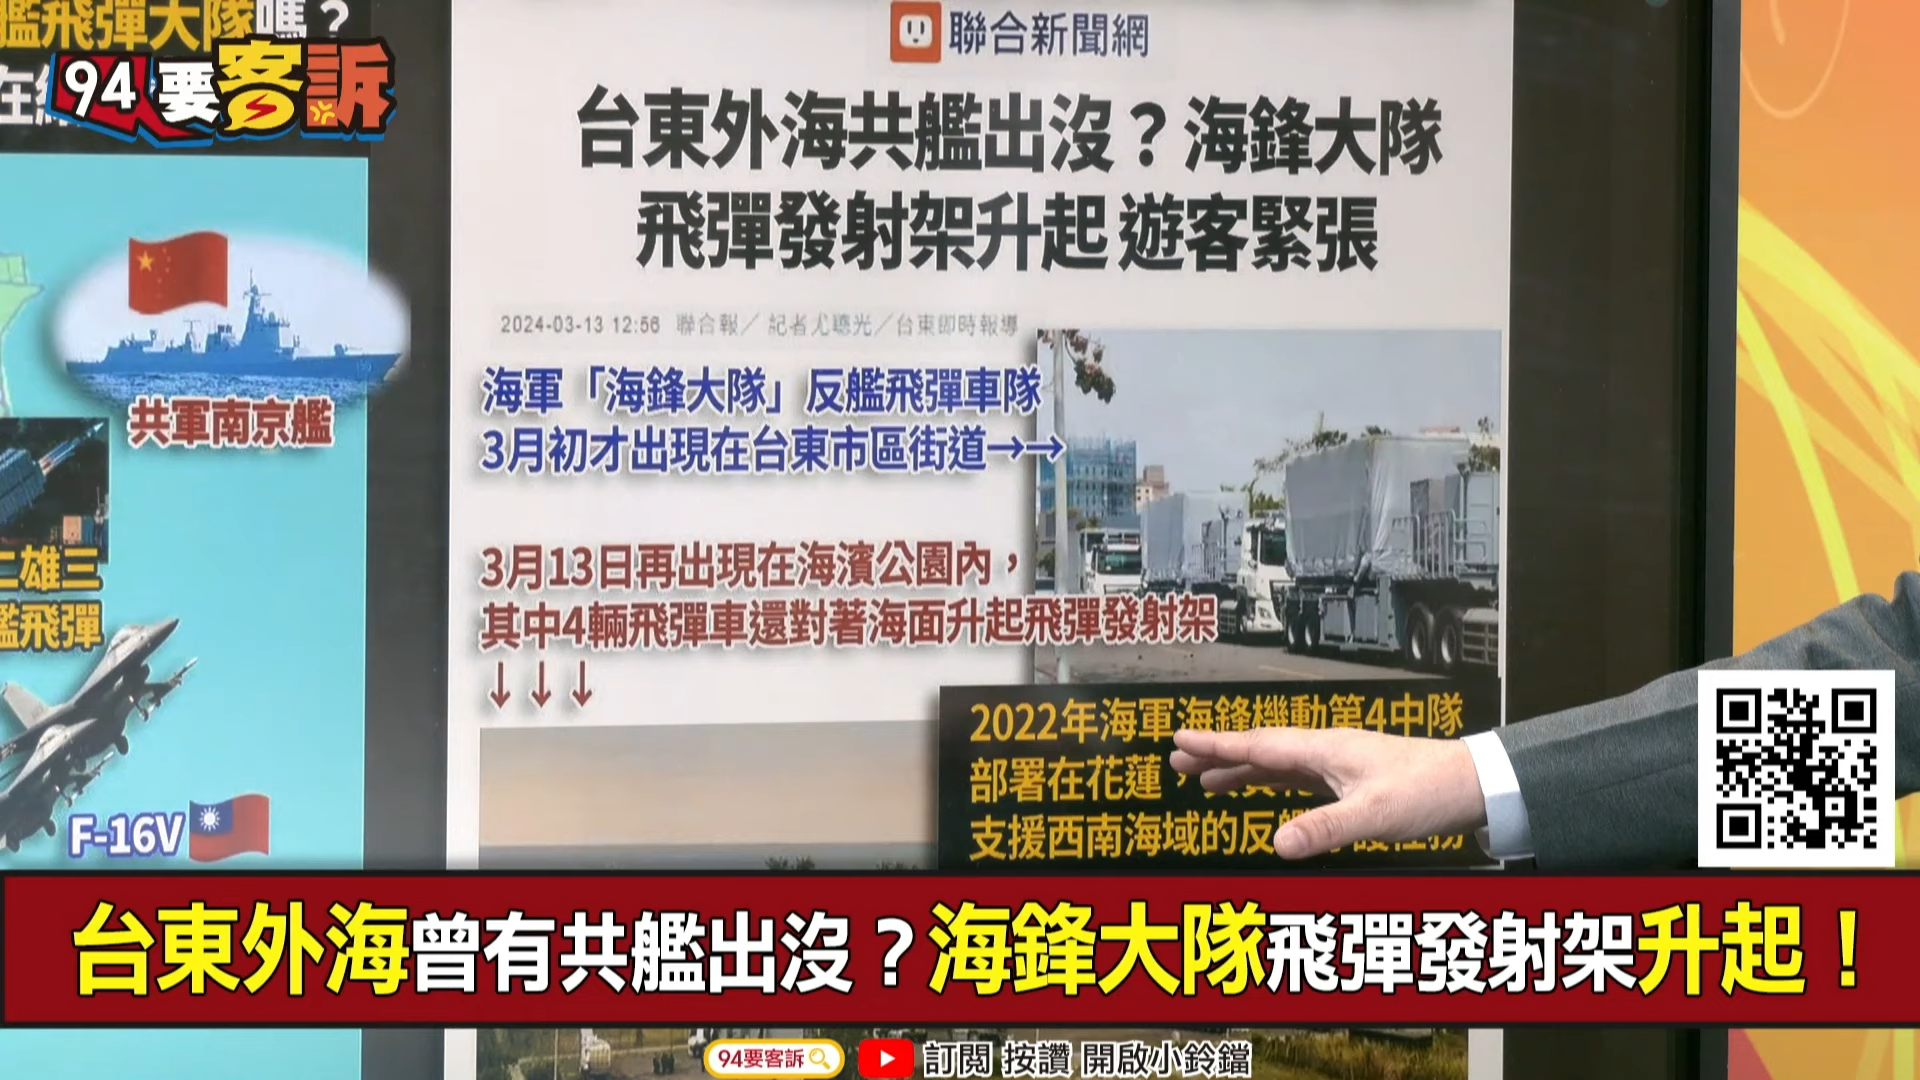 艦飛彈大隊嗎？
94要客訴
聯合新聞網
台東外海共艦出沒？海鋒大隊
飛彈發射架升起 遊客緊張
2024-03-13 12:56 聯合報／ 記者尤聰光／台東即時報導
海軍「海鋒大隊」反艦飛彈車隊
3月初才出現在台東市區街道→→
3月13日再出現在海濱公園內，
其中4輛飛彈車還對著海面升起飛彈發射架
↓↓↓
共軍南京艦
二雄三
艦飛彈
F-16V
2022年海軍海鋒機動第4中隊
部署在花蓮，
支援西南海域的反
台東外海曾有共艦出沒？海鋒大隊飛彈發射架升起！
94要客訴
訂閱 按讚 開啟小鈴鐺